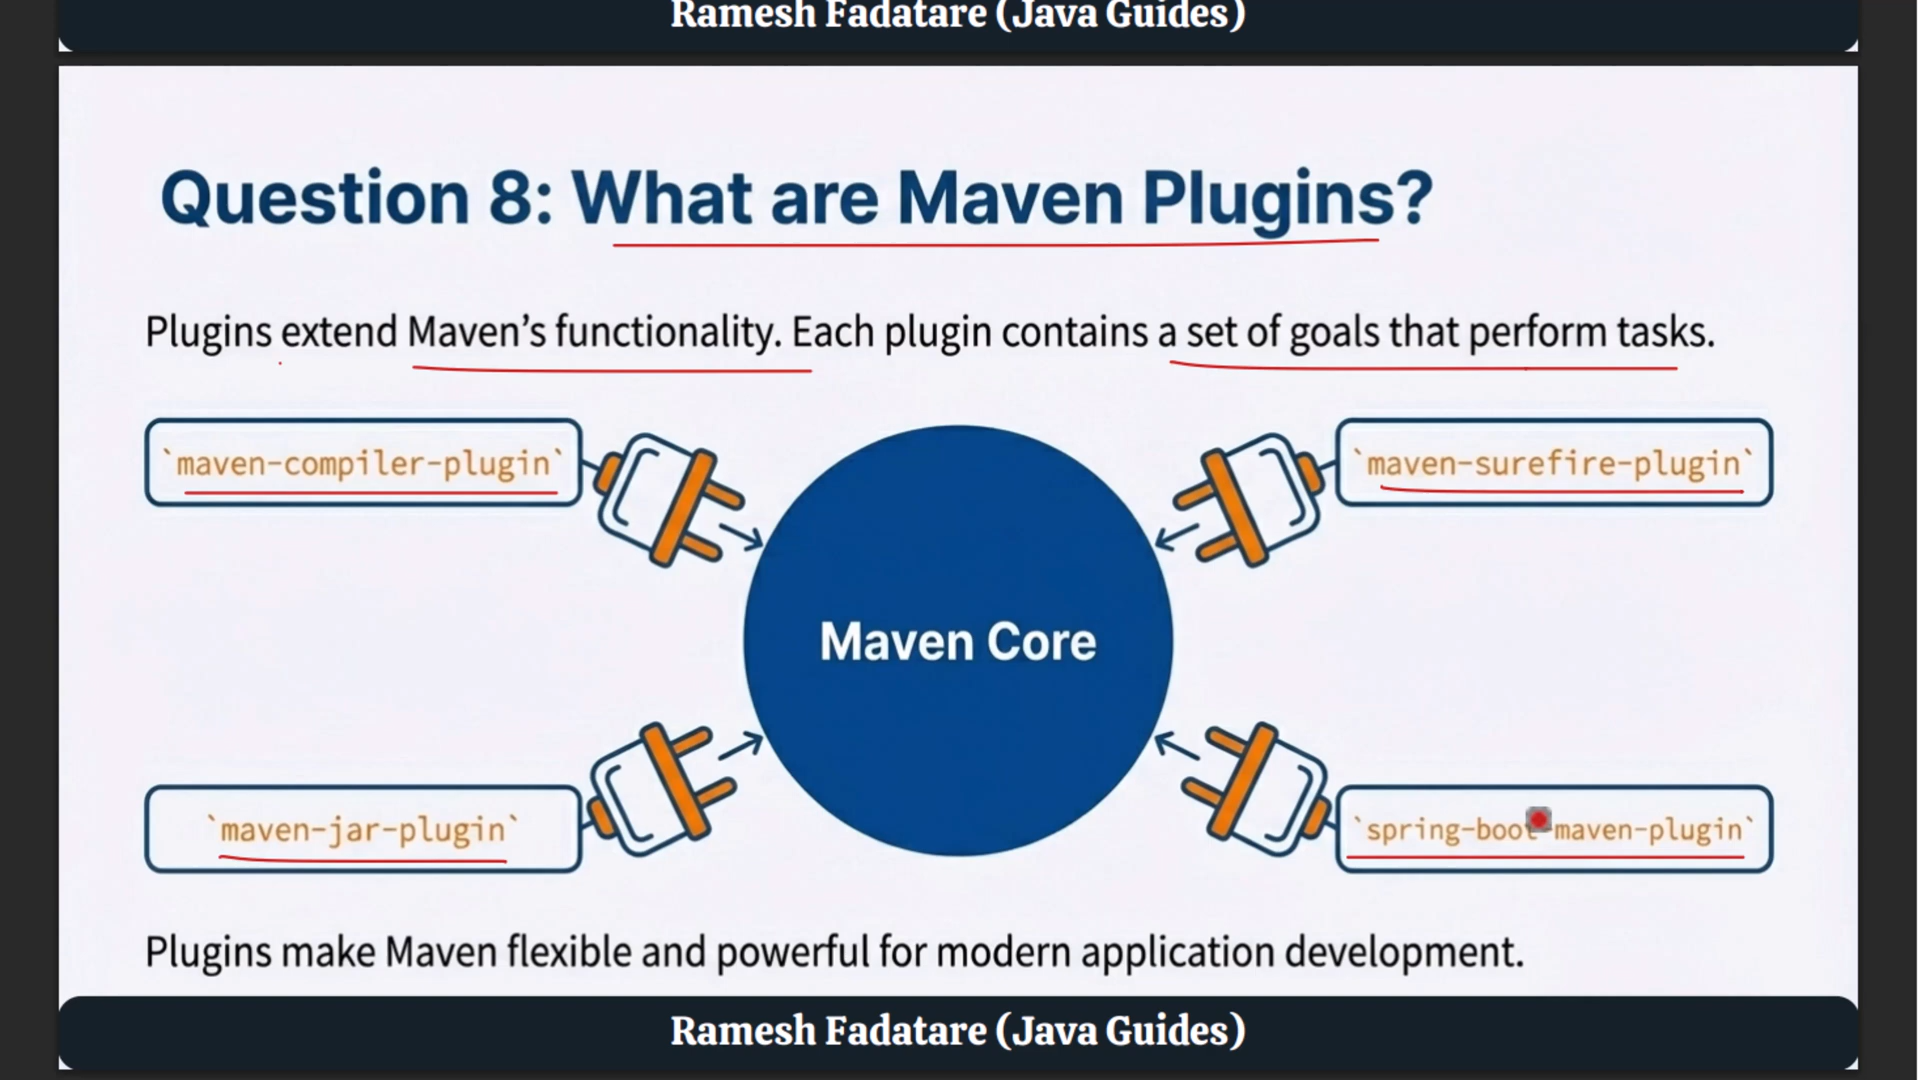 Ramesh Fadatare (Java Guides)
Question 8: What are Maven Plugins?
Plugins extend Maven’s functionality. Each plugin contains a set of goals that perform tasks.
`maven-compiler-plugin`
`maven-surefire-plugin`
Maven Core
`maven-jar-plugin`
`spring-boot-maven-plugin`
Plugins make Maven flexible and powerful for modern application development.
Ramesh Fadatare (Java Guides)